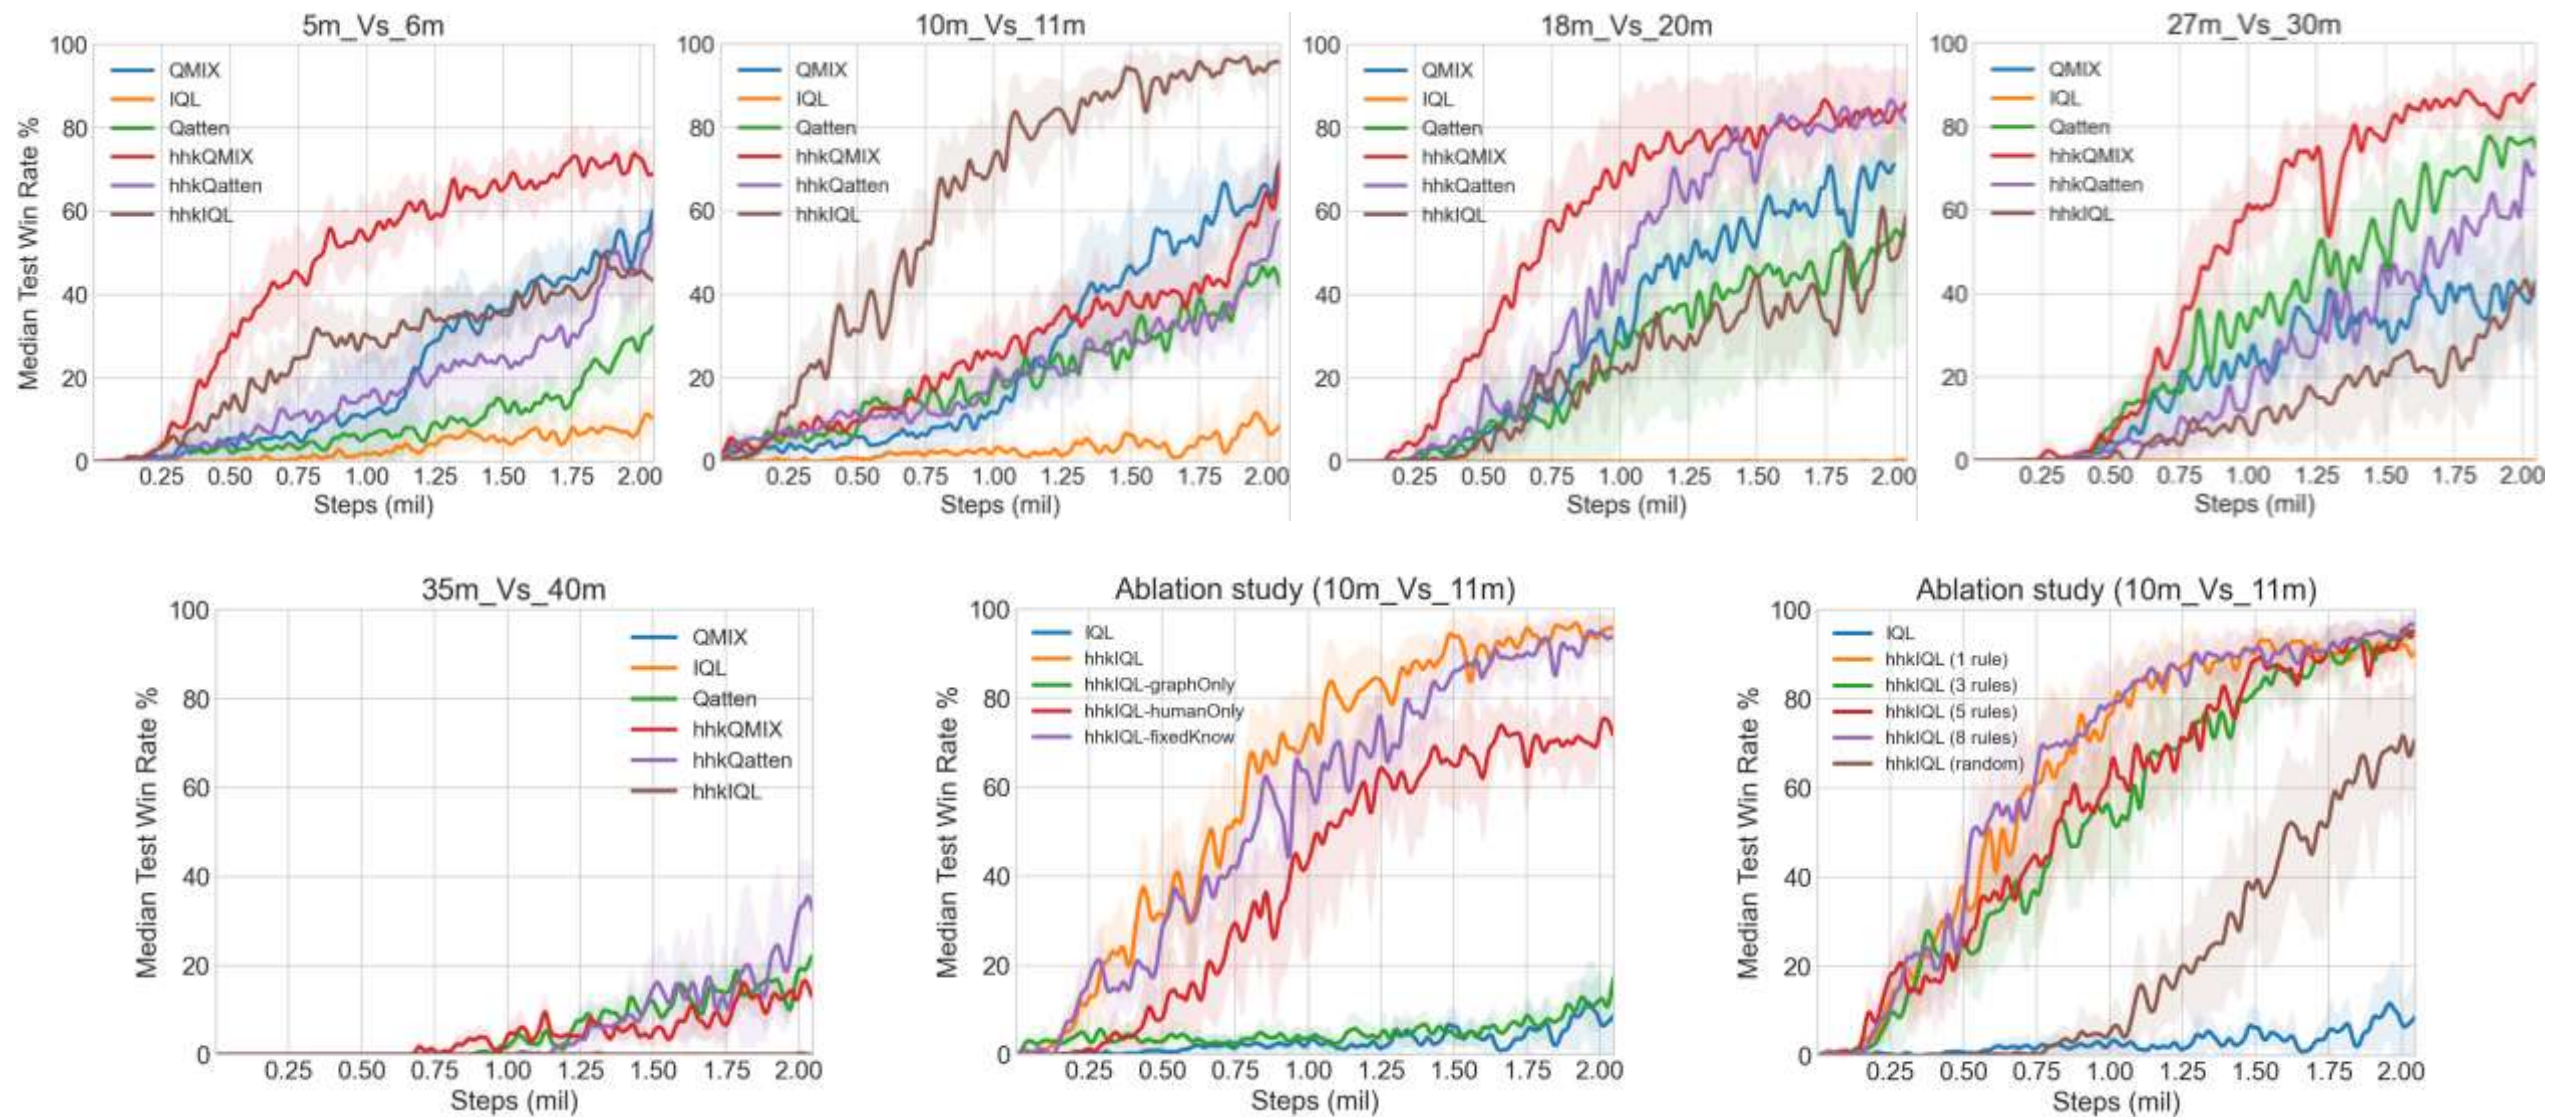 5m_Vs_6m
Median Test Win Rate %
100
80
60
40
20
0
QMIX
IQL
Qatten
hhkQMIX
hhkQatten
hhkIQL
0.25 0.50 0.75 1.00 1.25 1.50 1.75 2.00
Steps (mil)
10m_Vs_11m
100
80
60
40
20
0
QMIX
IQL
Qatten
hhkQMIX
hhkQatten
hhkIQL
0.25 0.50 0.75 1.00 1.25 1.50 1.75 2.00
Steps (mil)
18m_Vs_20m
100
80
60
40
20
0
QMIX
IQL
Qatten
hhkQMIX
hhkQatten
hhkIQL
0.25 0.50 0.75 1.00 1.25 1.50 1.75 2.00
Steps (mil)
27m_Vs_30m
100
80
60
40
20
0
QMIX
IQL
Qatten
hhkQMIX
hhkQatten
hhkIQL
0.25 0.50 0.75 1.00 1.25 1.50 1.75 2.00
Steps (mil)
35m_Vs_40m
Median Test Win Rate %
100
80
60
40
20
0
QMIX
IQL
Qatten
hhkQMIX
hhkQatten
hhkIQL
0.25 0.50 0.75 1.00 1.25 1.50 1.75 2.00
Steps (mil)
Ablation study (10m_Vs_11m)
Median Test Win Rate %
100
80
60
40
20
0
IQL
hhkIQL
hhkIQL-graphOnly
hhkIQL-humanOnly
hhkIQL-fixedKnow
0.25 0.50 0.75 1.00 1.25 1.50 1.75 2.00
Steps (mil)
Ablation study (10m_Vs_11m)
Median Test Win Rate %
100
80
60
40
20
0
IQL
hhkIQL (1 rule)
hhkIQL (3 rules)
hhkIQL (5 rules)
hhkIQL (8 rules)
hhkIQL (random)
0.25 0.50 0.75 1.00 1.25 1.50 1.75 2.00
Steps (mil)